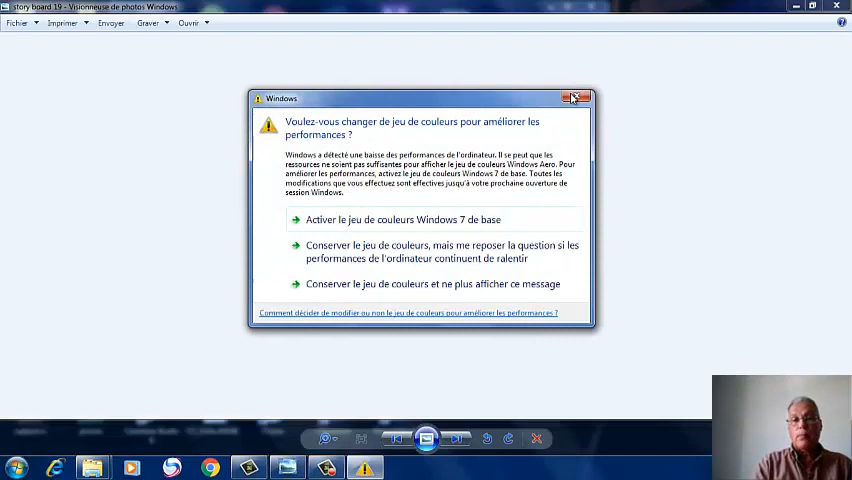 story board 19 - Visionneuse de photos Windows
Fichier Imprimer Envoyer Graver Ouvrir
Windows
Voulez-vous changer de jeu de couleurs pour améliorer les
performances ?
Windows a détecté une baisse des performances de l'ordinateur. Il se peut que les
ressources ne soient pas suffisantes pour afficher le jeu de couleurs Windows Aero. Pour
améliorer les performances, activez le jeu de couleurs Windows 7 de base. Toutes les
modifications que vous effectuez sont effectives jusqu'à votre prochaine ouverture de
session Windows.
Activer le jeu de couleurs Windows 7 de base
Conserver le jeu de couleurs, mais me reposer la question si les
performances de l'ordinateur continuent de ralentir
Conserver le jeu de couleurs et ne plus afficher ce message
Comment décider de modifier ou non le jeu de couleurs pour améliorer les performances ?